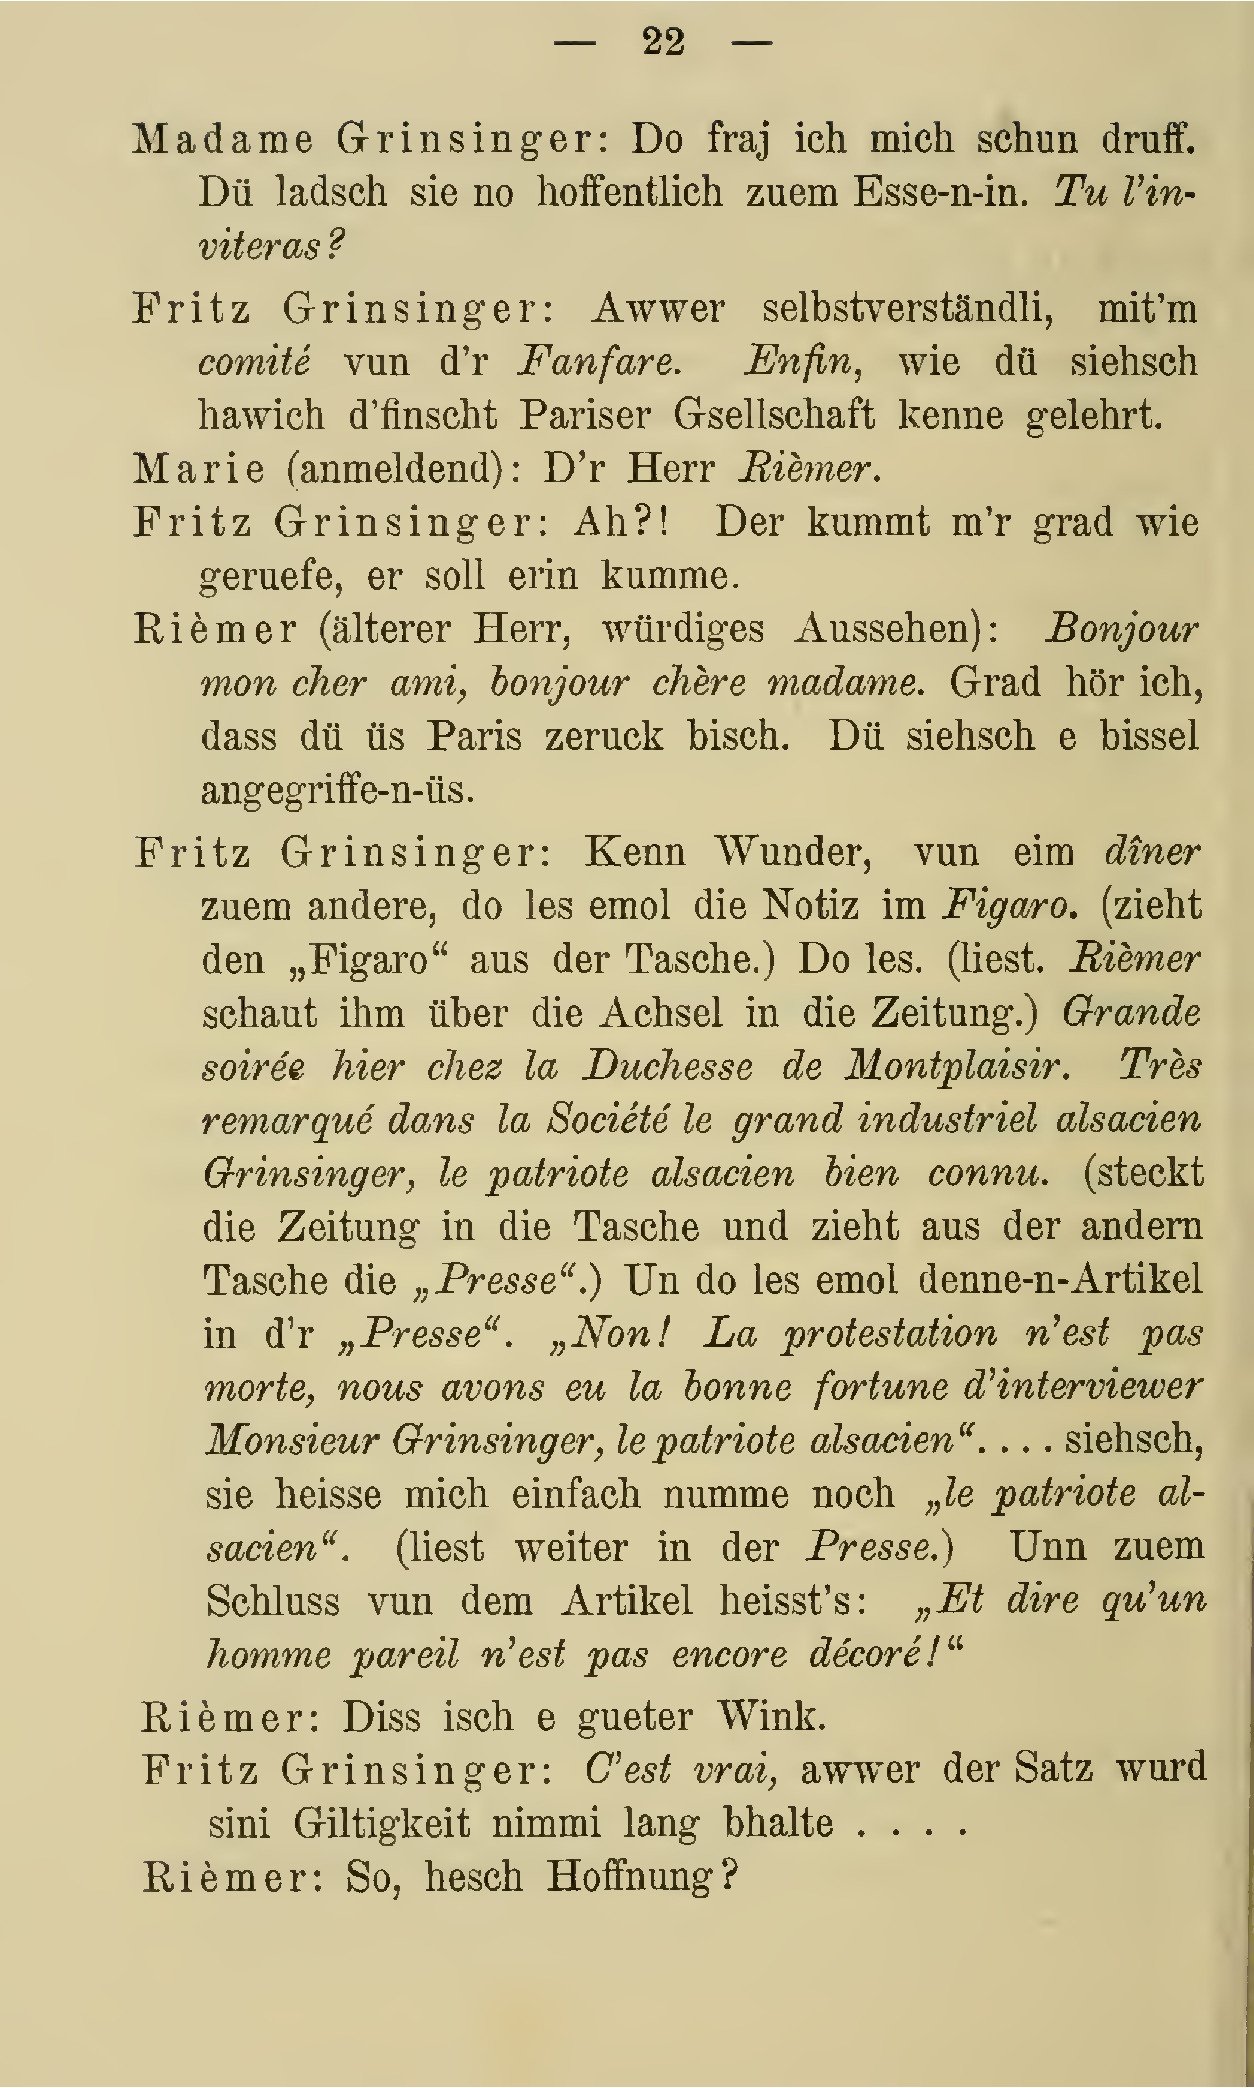 — 22 —
Madame Grinsinger: Do fraj ich mich schun druff.
Dü ladsch sie no hoffentlich zuem Esse-n-in. Tu l'in-
viteras?
Fritz Grinsinger: Awwer selbstverständli, mit'm
comité vun d'r Fanfare. Enfin, wie dü siehsch
hawich d'finscht Pariser Gsellschaft kenne gelehrt.
Marie (anmeldend): D'r Herr Rièmer.
Fritz Grinsinger: Ah?! Der kummt m'r grad wie
geruefe, er soll erin kumme.
Rièmer (älterer Herr, würdiges Aussehen): Bonjour
mon cher ami, bonjour chère madame. Grad hör ich,
dass dü üs Paris zeruck bisch. Dü siehsch e bissel
angegriffe-n-üs.
Fritz Grinsinger: Kenn Wunder, vun eim dîner
zuem andere, do les emol die Notiz im Figaro. (zieht
den „Figaro“ aus der Tasche.) Do les. (liest. Rièmer
schaut ihm über die Achsel in die Zeitung.) Grande
soirée hier chez la Duchesse de Montplaisir. Très
remarqué dans la Société le grand industriel alsacien
Grinsinger, le patriote alsacien bien connu. (steckt
die Zeitung in die Tasche und zieht aus der andern
Tasche die „Presse“.) Un do les emol denne-n-Artikel
in d'r „Presse“. „Non! La protestation n'est pas
morte, nous avons eu la bonne fortune d'interviewer
Monsieur Grinsinger, le patriote alsacien“. . . . siehsch,
sie heisse mich einfach numme noch „le patriote al-
sacien“. (liest weiter in der Presse.) Unn zuem
Schluss vun dem Artikel heisst's: „Et dire qu'un
homme pareil n'est pas encore décoré!“
Rièmer: Diss isch e gueter Wink.
Fritz Grinsinger: C'est vrai, awwer der Satz wurd
sini Giltigkeit nimmi lang bhalte . . . .
Rièmer: So, hesch Hoffnung?